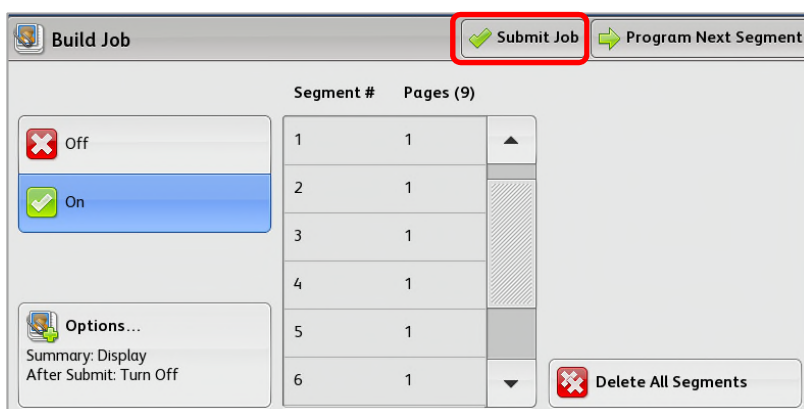 Build Job
Submit Job
Program Next Segment
Segment # Pages (9)
Off
On
1 1
2 1
3 1
4 1
5 1
6 1
Options...
Summary: Display
After Submit: Turn Off
Delete All Segments